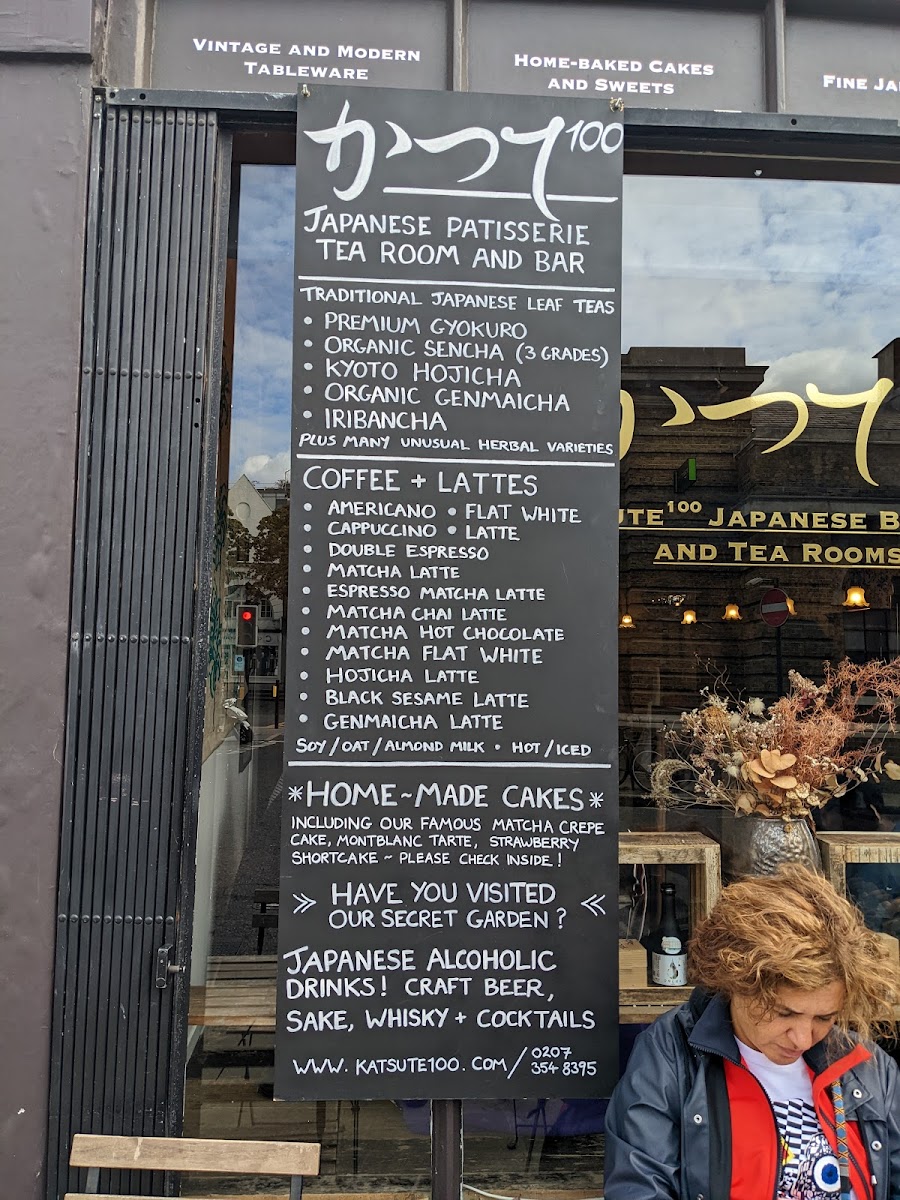 Vintage and Modern
Tableware
Home-baked Cakes
and Sweets
Fine
かつて100
Japanese Patisserie
Tea Room and Bar
Traditional Japanese Leaf Teas
• Premium Gyokuro
• Organic Sencha (3 Grades)
• Kyoto Hojicha
• Organic Genmaicha
• Iribancha
Plus many unusual herbal varieties
Coffee + Lattes
• Americano • Flat White
• Cappuccino • Latte
• Double Espresso
• Matcha Latte
• Espresso Matcha Latte
• Matcha Chai Latte
• Matcha Hot Chocolate
• Matcha Flat White
• Hojicha Latte
• Black Sesame Latte
• Genmaicha Latte
Soy/Oat/Almond Milk • Hot/Iced
*Home~Made Cakes*
Including our famous Matcha Crepe
Cake, Montblanc Tarte, Strawberry
Shortcake ~ Please check inside!
>> Have you visited <<
our secret garden?
Japanese Alcoholic
Drinks! Craft Beer,
Sake, Whisky + Cocktails
www.katsute100.com/ 0207
354 8395
かつて
ute100 Japanese B
and Tea Rooms